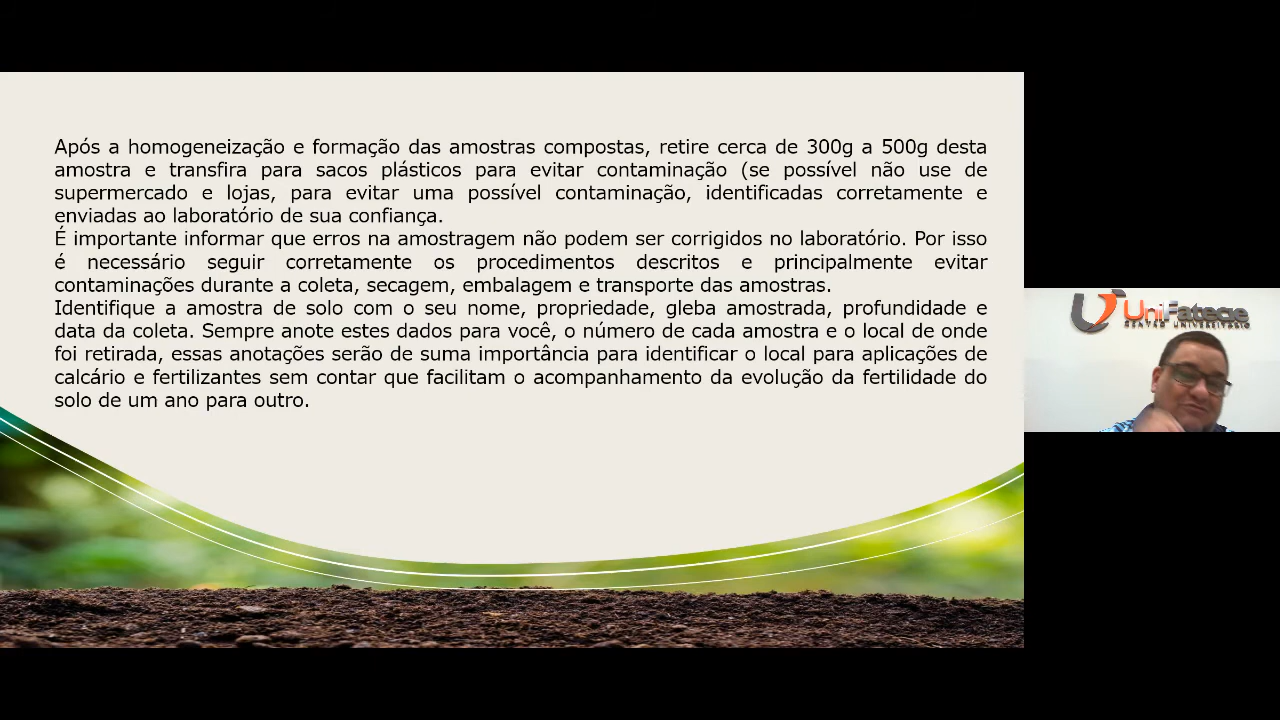 Após a homogeneização e formação das amostras compostas, retire cerca de 300g a 500g desta
amostra e transfira para sacos plásticos para evitar contaminação (se possível não use de
supermercado e lojas, para evitar uma possível contaminação, identificadas corretamente e
enviadas ao laboratório de sua confiança.
É importante informar que erros na amostragem não podem ser corrigidos no laboratório. Por isso
é necessário seguir corretamente os procedimentos descritos e principalmente evitar
contaminações durante a coleta, secagem, embalagem e transporte das amostras.
Identifique a amostra de solo com o seu nome, propriedade, gleba amostrada, profundidade e
data da coleta. Sempre anote estes dados para você, o número de cada amostra e o local de onde
foi retirada, essas anotações serão de suma importância para identificar o local para aplicações de
calcário e fertilizantes sem contar que facilitam o acompanhamento da evolução da fertilidade do
solo de um ano para outro.
UniFatecie
CENTRO UNIVERSITÁRIO